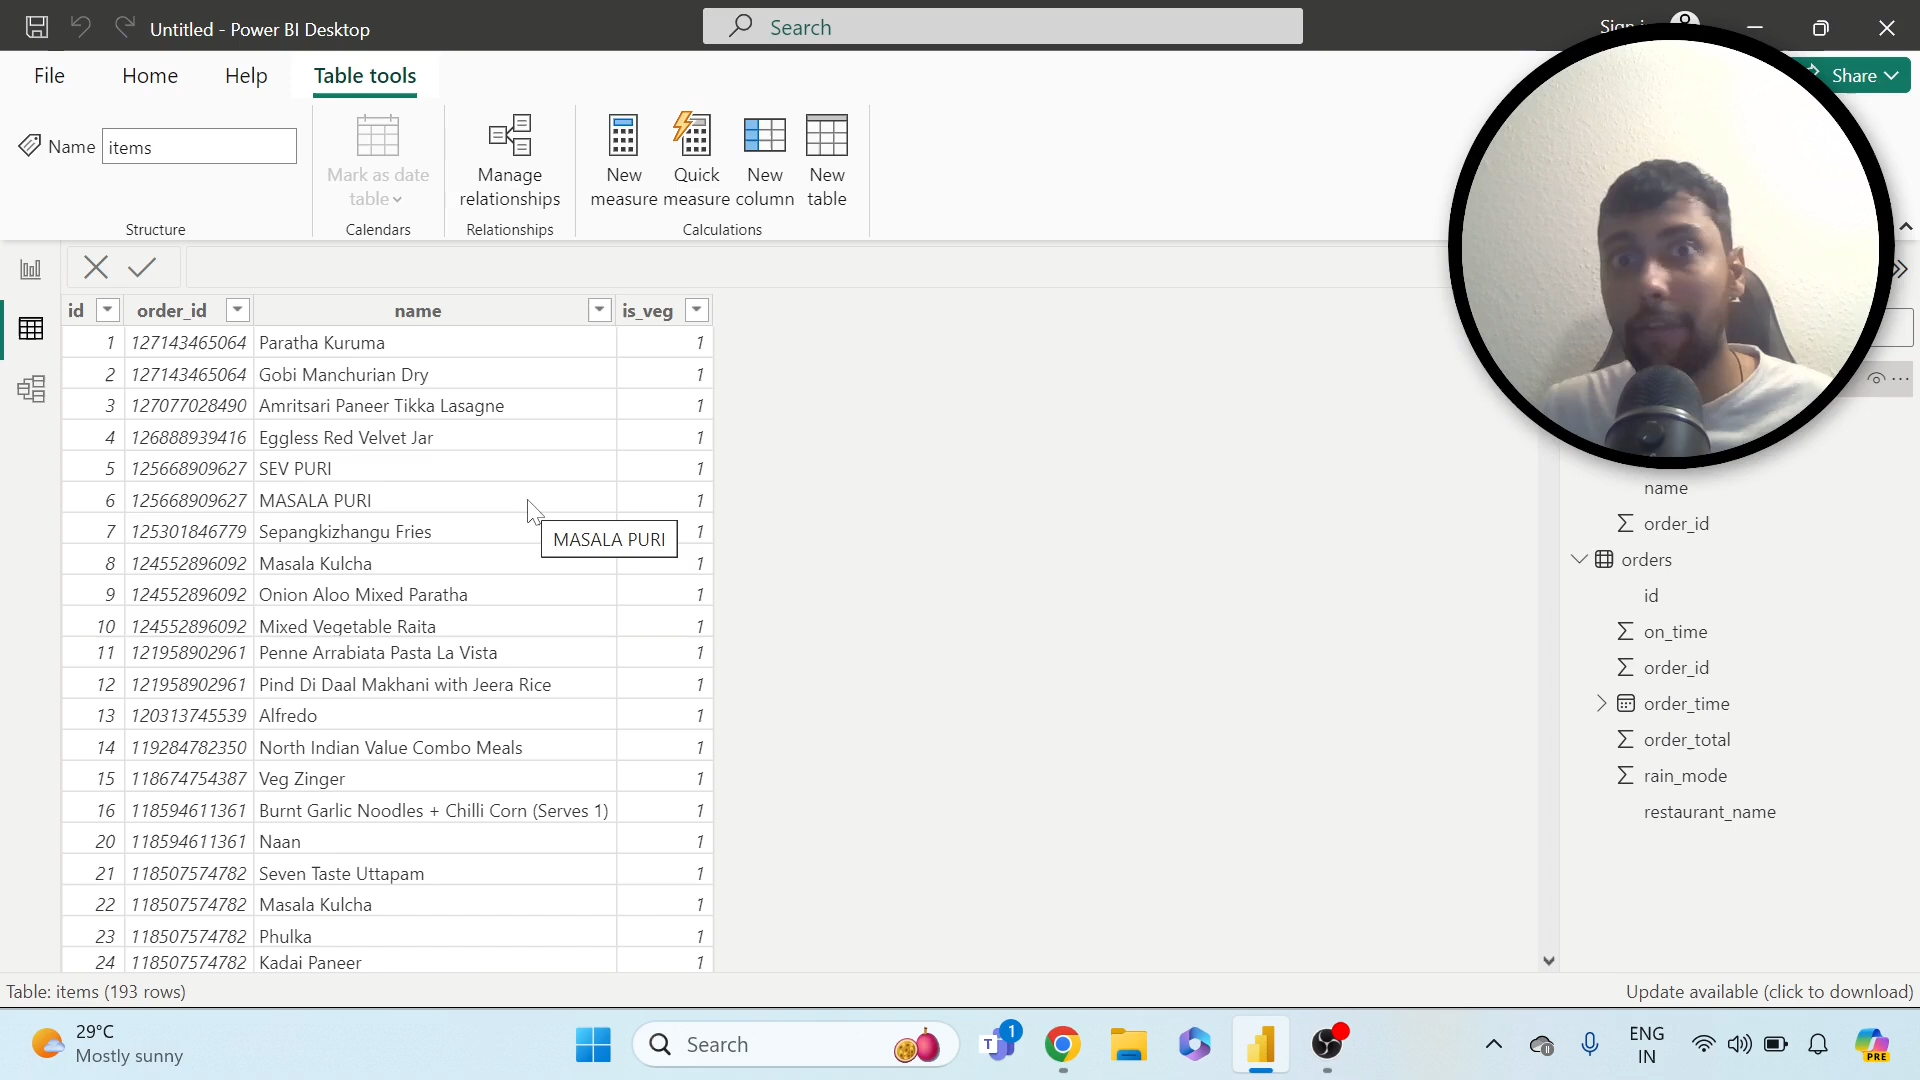 Untitled - Power BI Desktop
Search
File
Home
Help
Table tools
Share
Name
items
Mark as date
table
Manage
relationships
New
measure
Quick
measure
New
column
New
table
Structure
Calendars
Relationships
Calculations
id order_id name is_veg
1 127143465064 Paratha Kuruma 1
2 127143465064 Gobi Manchurian Dry 1
3 127077028490 Amritsari Paneer Tikka Lasagne 1
4 126888939416 Eggless Red Velvet Jar 1
5 125668909627 SEV PURI 1
6 125668909627 MASALA PURI 1
7 125301846779 Sepangkizhangu Fries 1
MASALA PURI
8 124552896092 Masala Kulcha 1
9 124552896092 Onion Aloo Mixed Paratha 1
10 124552896092 Mixed Vegetable Raita 1
11 121958902961 Penne Arrabiata Pasta La Vista 1
12 121958902961 Pind Di Daal Makhani with Jeera Rice 1
13 120313745539 Alfredo 1
14 119284782350 North Indian Value Combo Meals 1
15 118674754387 Veg Zinger 1
16 118594611361 Burnt Garlic Noodles + Chilli Corn (Serves 1) 1
20 118594611361 Naan 1
21 118507574782 Seven Taste Uttapam 1
22 118507574782 Masala Kulcha 1
23 118507574782 Phulka 1
24 118507574782 Kadai Paneer 1
name
Σ order_id
orders
id
Σ on_time
Σ order_id
order_time
Σ order_total
Σ rain_mode
restaurant_name
Table: items (193 rows)
Update available (click to download)
29°C
Mostly sunny
Search
T
1
ENG
IN
PRE